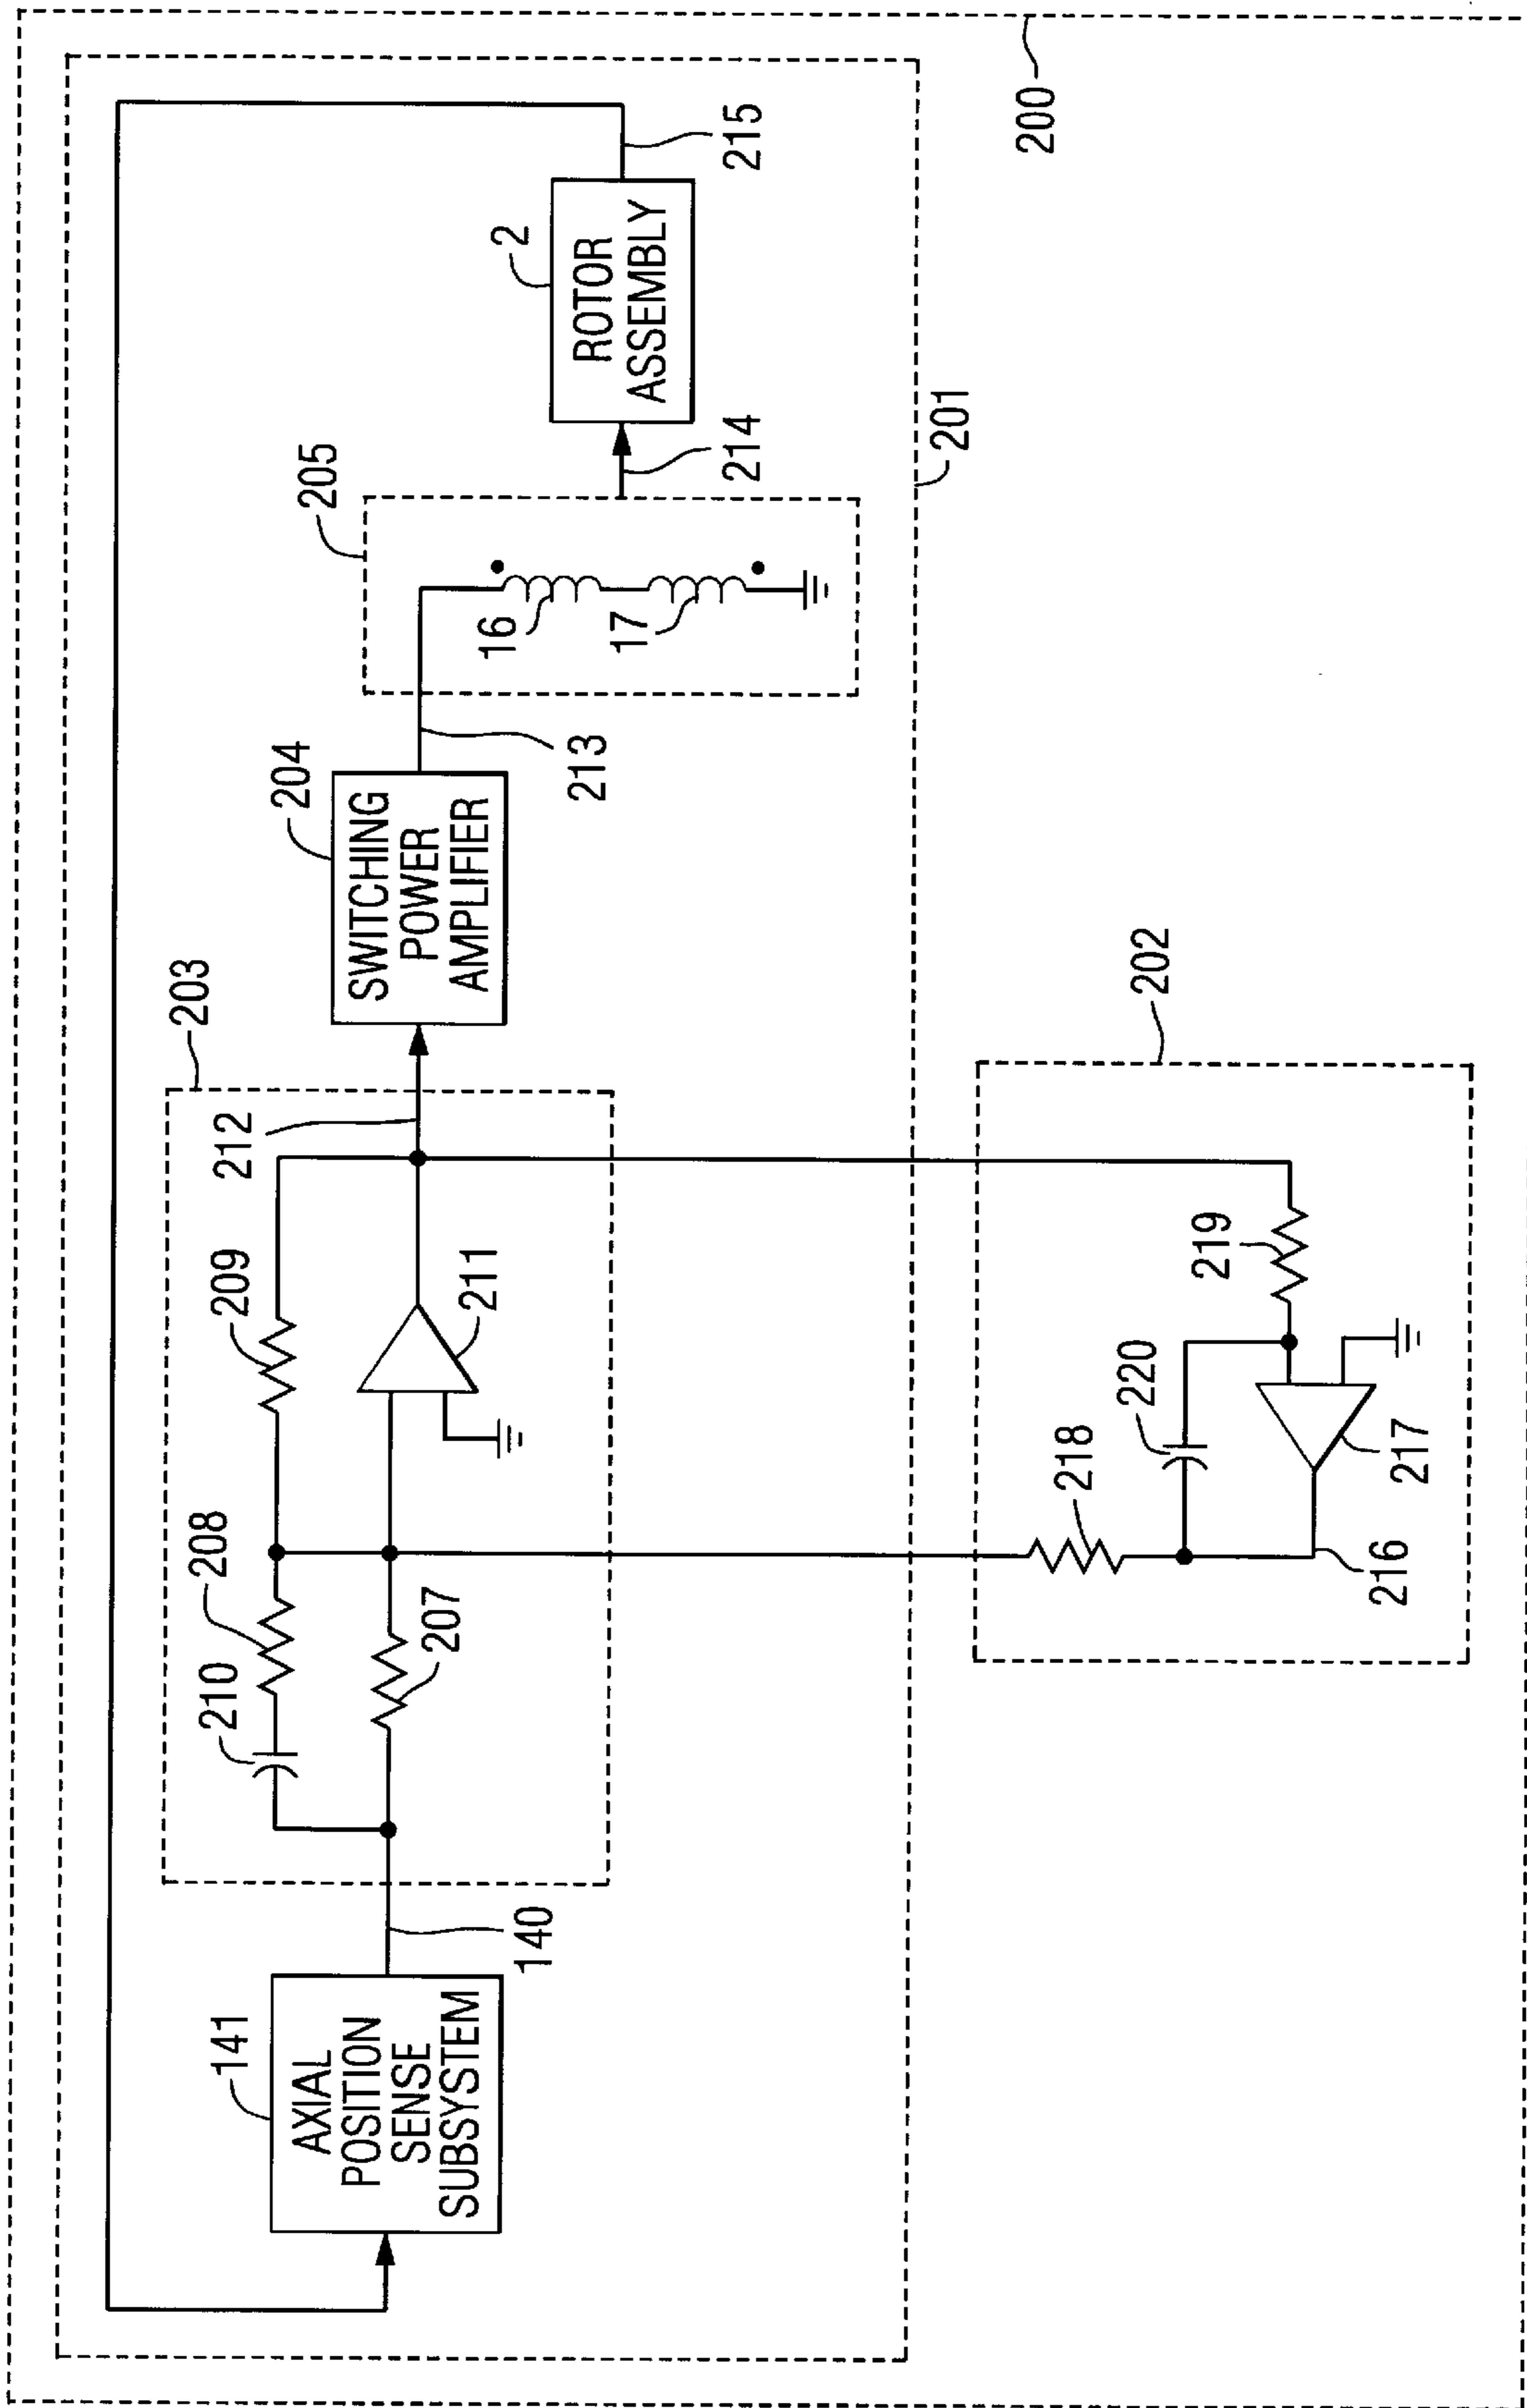 200
215
2
ROTOR
ASSEMBLY
214
201
205
16
17
213
204
SWITCHING
POWER
AMPLIFIER
203
212
209
211
208
210
207
140
141
AXIAL
POSITION
SENSE
SUBSYSTEM
202
219
220
218
217
216